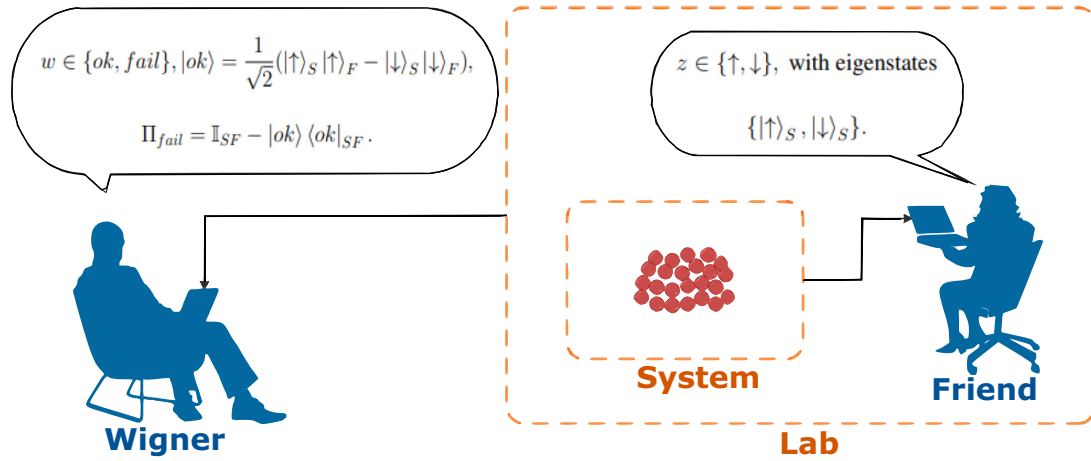 w ∈ {ok, fail}, |ok⟩ = 1/√2 (|↑⟩_S |↑⟩_F − |↓⟩_S |↓⟩_F),
Π_fail = 𝕀_SF − |ok⟩ ⟨ok|_SF .
z ∈ {↑, ↓}, with eigenstates
{|↑⟩_S , |↓⟩_S}.
System
Friend
Wigner
Lab